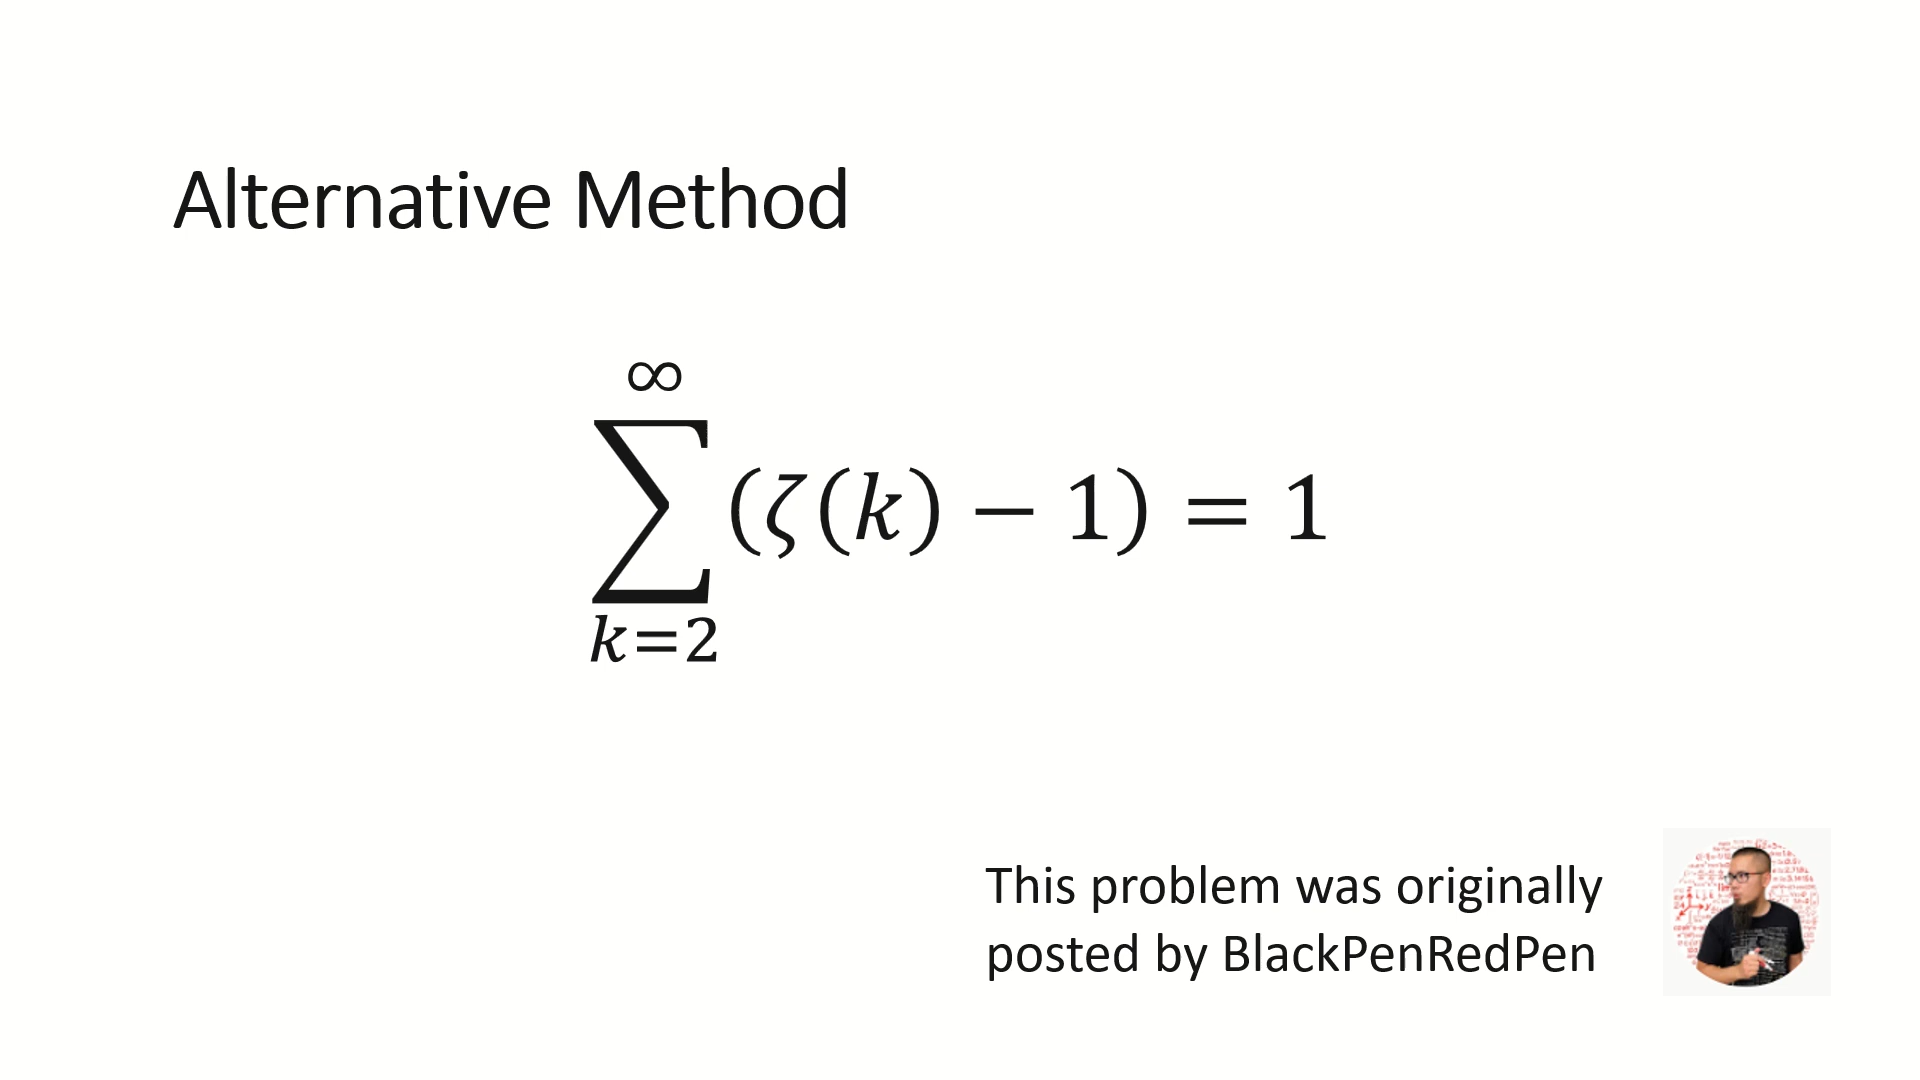 Alternative Method
∞
∑(ζ(k) − 1) = 1
k=2
This problem was originally
posted by BlackPenRedPen